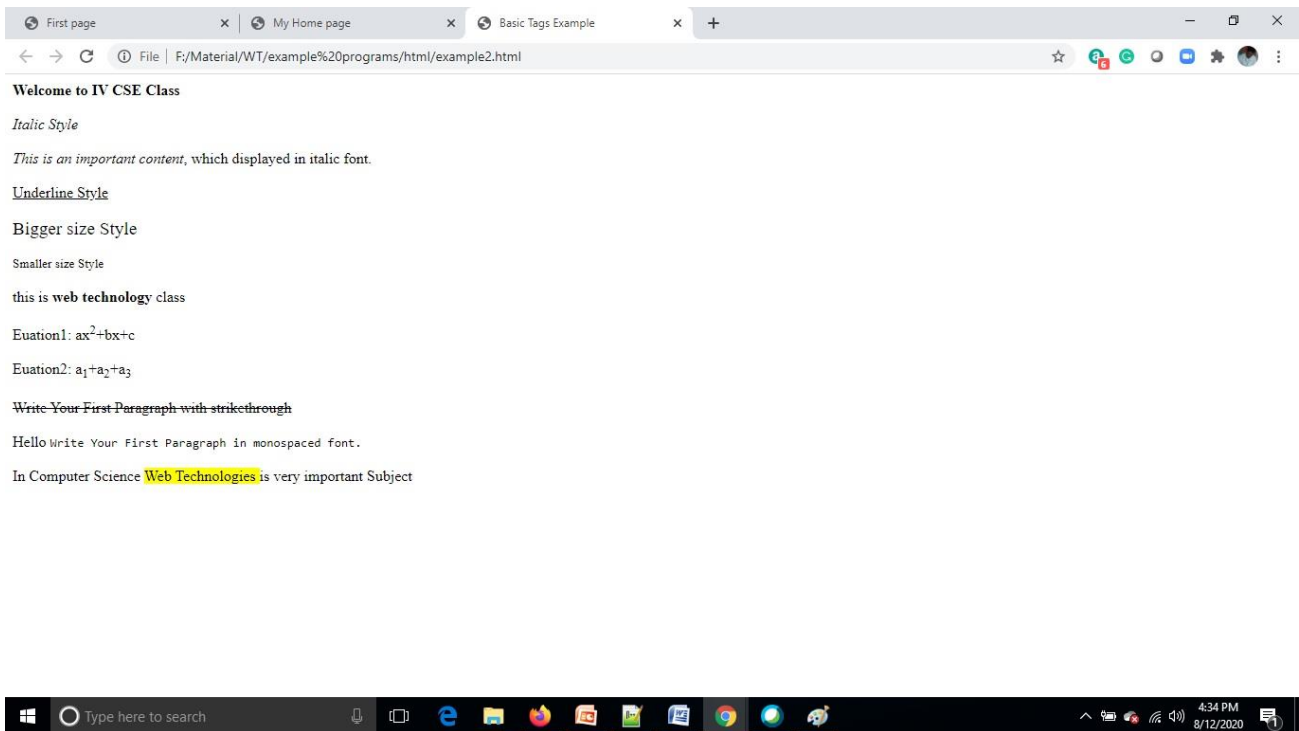 First page
My Home page
Basic Tags Example
File | F:/Material/WT/example%20programs/html/example2.html
6
Welcome to IV CSE Class
Italic Style
This is an important content, which displayed in italic font.
Underline Style
Bigger size Style
Smaller size Style
this is web technology class
Euation1: ax²+bx+c
Euation2: a₁+a₂+a₃
Write Your First Paragraph with strikethrough
Hello Write Your First Paragraph in monospaced font.
In Computer Science Web Technologies is very important Subject
Type here to search
4:34 PM
8/12/2020
1